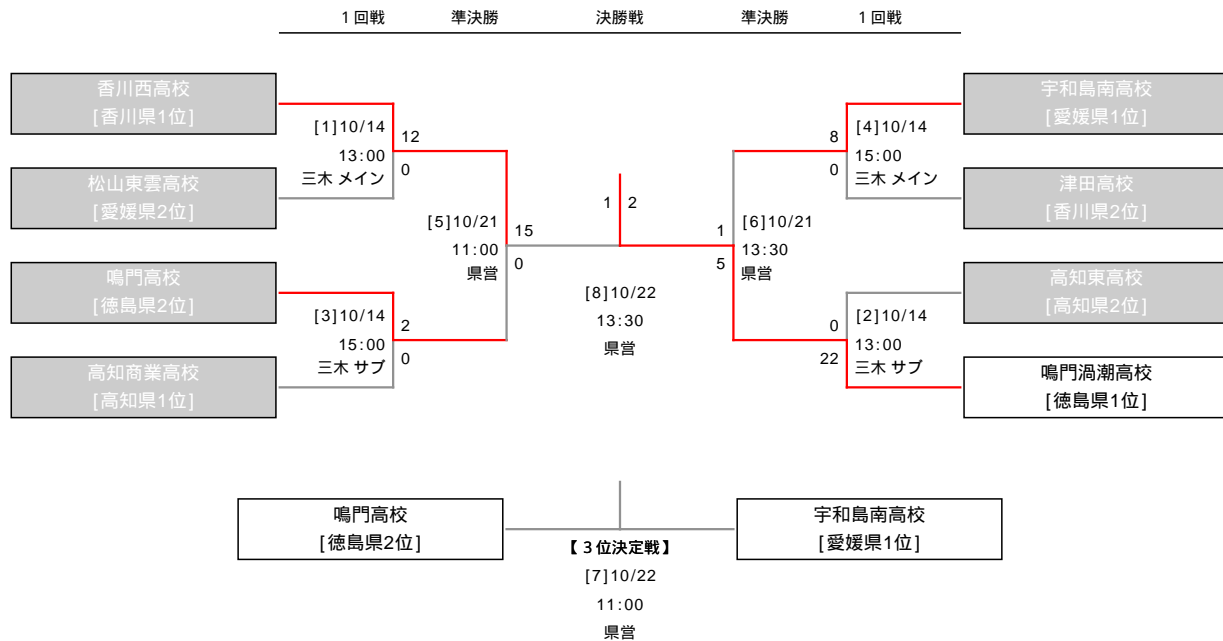 1回戦 準決勝 決勝戦 準決勝 1回戦
香川西高校
[香川県1位]
[1]10/14
13:00
三木 メイン
12
0
松山東雲高校
[愛媛県2位]
[5]10/21
11:00
県営
15
0
鳴門高校
[徳島県2位]
[3]10/14
15:00
三木 サブ
2
0
高知商業高校
[高知県1位]
1 2
[8]10/22
13:30
県営
宇和島南高校
[愛媛県1位]
8
0
[4]10/14
15:00
三木 メイン
津田高校
[香川県2位]
1
5
[6]10/21
13:30
県営
高知東高校
[高知県2位]
0
22
[2]10/14
13:00
三木 サブ
鳴門渦潮高校
[徳島県1位]
鳴門高校
[徳島県2位]
宇和島南高校
[愛媛県1位]
【3位決定戦】
[7]10/22
11:00
県営